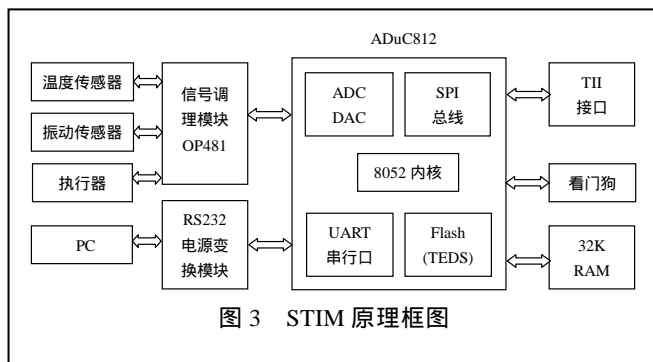 ADuC812
温度传感器
振动传感器
执行器
PC
信号调
理模块
OP481
RS232
电源变
换模块
ADC
DAC
SPI
总线
8052 内核
UART
串行口
Flash
(TEDS)
TII
接口
看门狗
32K
RAM
图 3 STIM 原理框图